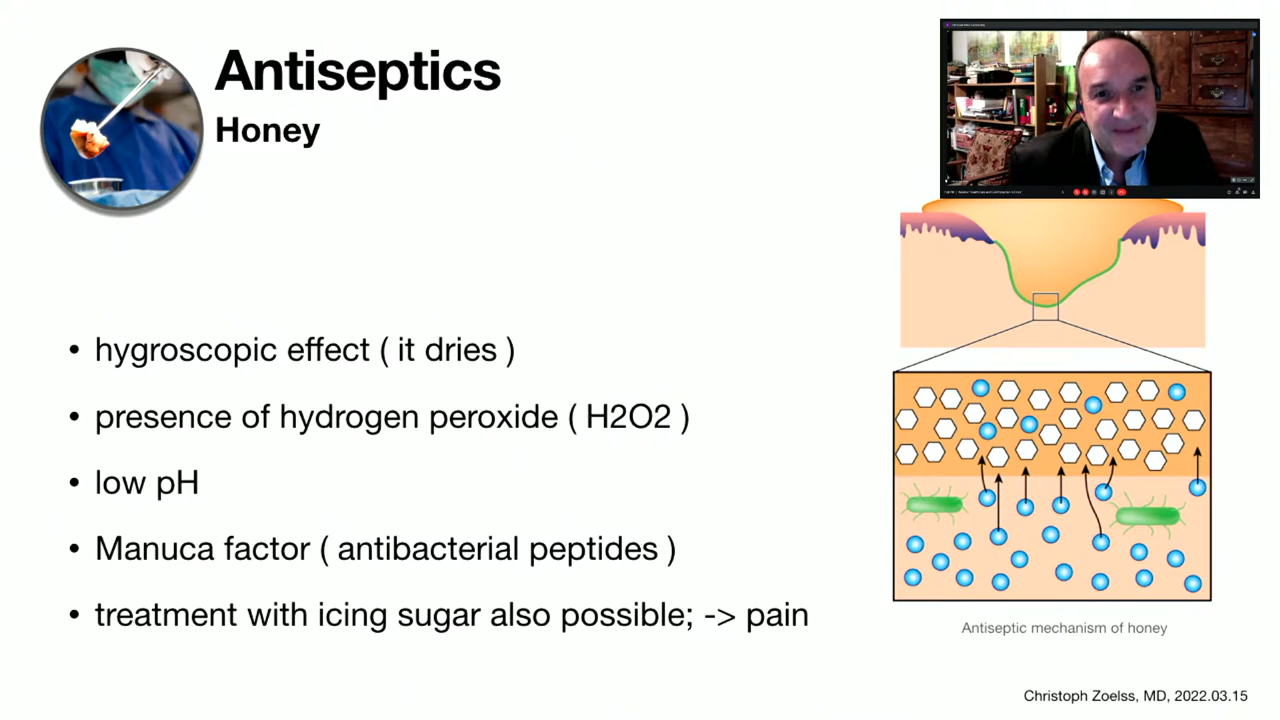 Antiseptics
Honey
• hygroscopic effect ( it dries )
• presence of hydrogen peroxide ( H2O2 )
• low pH
• Manuca factor ( antibacterial peptides )
• treatment with icing sugar also possible; -> pain
Antiseptic mechanism of honey
Christoph Zoelss, MD, 2022.03.15